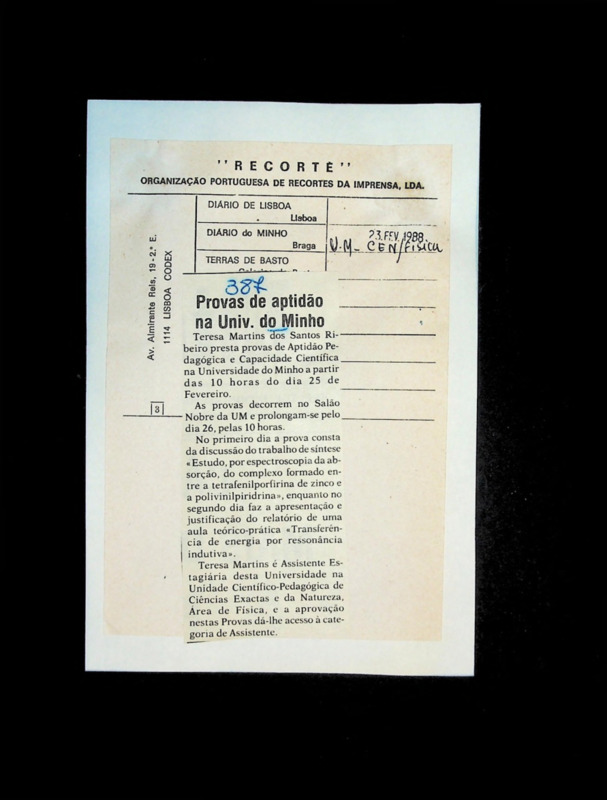 "RECORTE"
ORGANIZAÇÃO PORTUGUESA DE RECORTES DA IMPRENSA, LDA.
DIÁRIO DE LISBOA
Lisboa
DIÁRIO do MINHO
Braga
TERRAS DE BASTO
23. FEV. 1988
U.M- CEN/Física
Av. Almirante Reis, 19-2.º E.
1114 LISBOA CODEX
3
387
Provas de aptidão
na Univ. do Minho
Teresa Martins dos Santos Ri-
beiro presta provas de Aptidão Pe-
dagógica e Capacidade Científica
na Universidade do Minho a partir
das 10 horas do dia 25 de
Fevereiro.
As provas decorrem no Salão
Nobre da UM e prolongam-se pelo
dia 26, pelas 10 horas.
No primeiro dia a prova consta
da discussão do trabalho de síntese
«Estudo, por espectroscopia da ab-
sorção, do complexo formado en-
tre a tetrafenilporfirina de zinco e
a polivinilpiridrina», enquanto no
segundo dia faz a apresentação e
justificação do relatório de uma
aula teórico-prática «Transferên-
cia de energia por ressonância
indutiva».
Teresa Martins é Assistente Es-
tagiária desta Universidade na
Unidade Científico-Pedagógica de
Ciências Exactas e da Natureza,
Área de Física, e a aprovação
nestas Provas dá-lhe acesso à cate-
goria de Assistente.